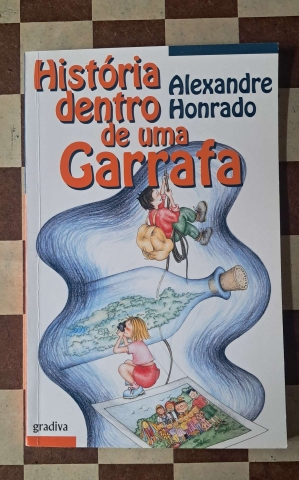 História
dentro
de uma
Garrafa
Alexandre
Honrado
gradiva